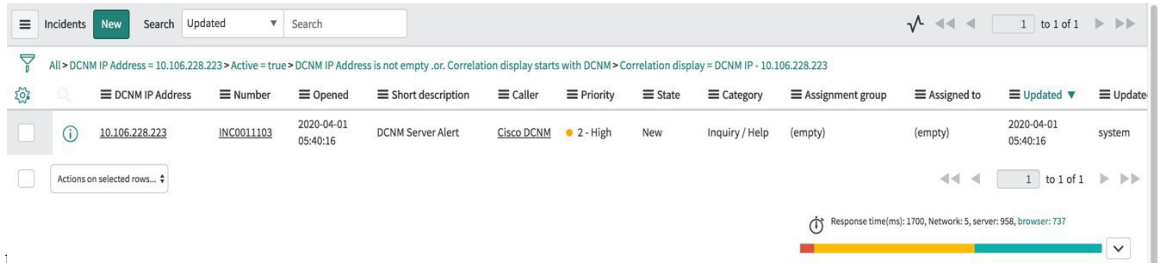 Incidents New Search Updated Search 1 to 1 of 1
All > DCNM IP Address = 10.106.228.223 > Active = true > DCNM IP Address is not empty .or. Correlation display starts with DCNM > Correlation display = DCNM IP - 10.106.228.223
DCNM IP Address Number Opened Short description Caller Priority State Category Assignment group Assigned to Updated ▼ Update
10.106.228.223 INC0011103 2020-04-01 05:40:16 DCNM Server Alert Cisco DCNM 2 - High New Inquiry / Help (empty) (empty) 2020-04-01 05:40:16 system
Actions on selected rows... 1 to 1 of 1
Response time(ms): 1700, Network: 5, server: 958, browser: 737